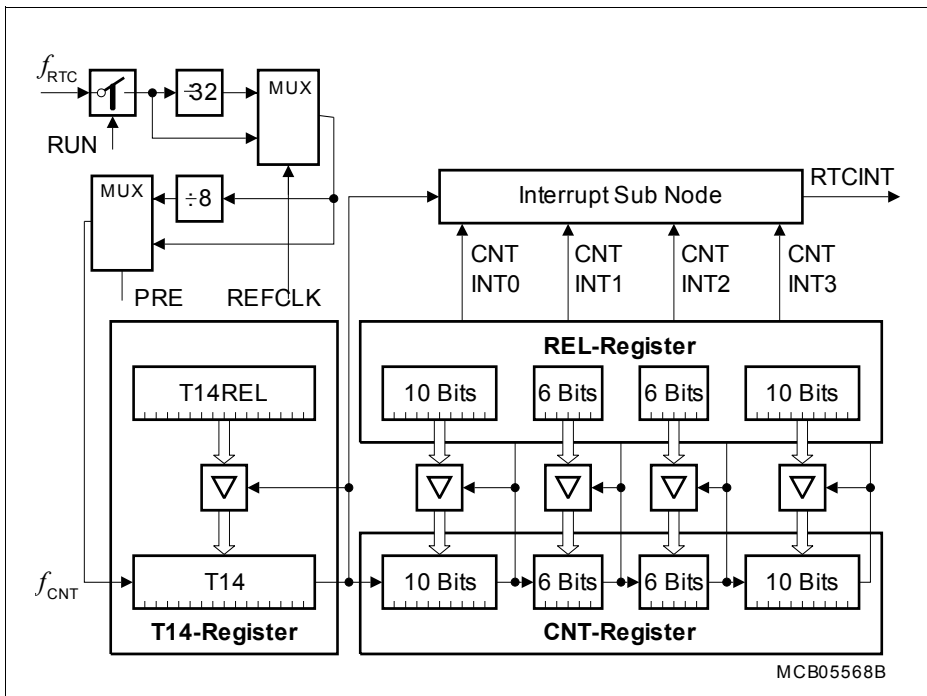 fRTC
÷32
MUX
RUN
MUX
÷8
PRE
REFCLK
Interrupt Sub Node
RTCINT
CNT INT0
CNT INT1
CNT INT2
CNT INT3
REL-Register
T14REL
10 Bits
6 Bits
6 Bits
10 Bits
fCNT
T14
10 Bits
6 Bits
6 Bits
10 Bits
T14-Register
CNT-Register
MCB05568B